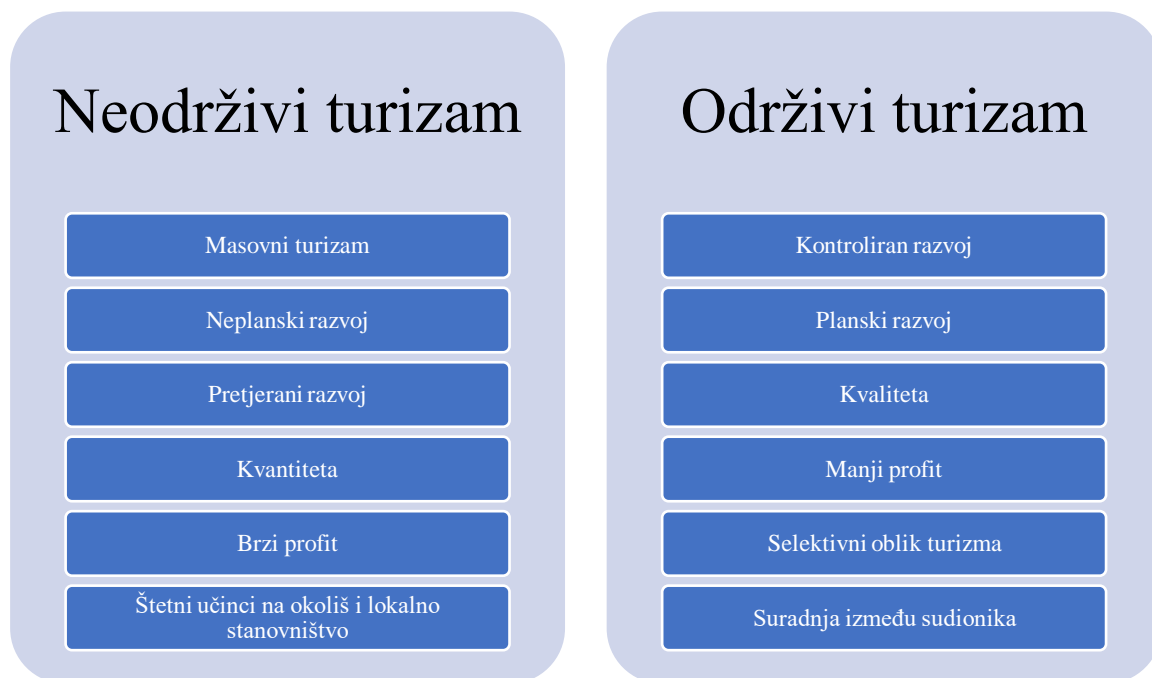 Neodrživi turizam
Masovni turizam
Neplanski razvoj
Pretjerani razvoj
Kvantiteta
Brzi profit
Štetni učinci na okoliš i lokalno
stanovništvo
Održivi turizam
Kontroliran razvoj
Planski razvoj
Kvaliteta
Manji profit
Selektivni oblik turizma
Suradnja između sudionika